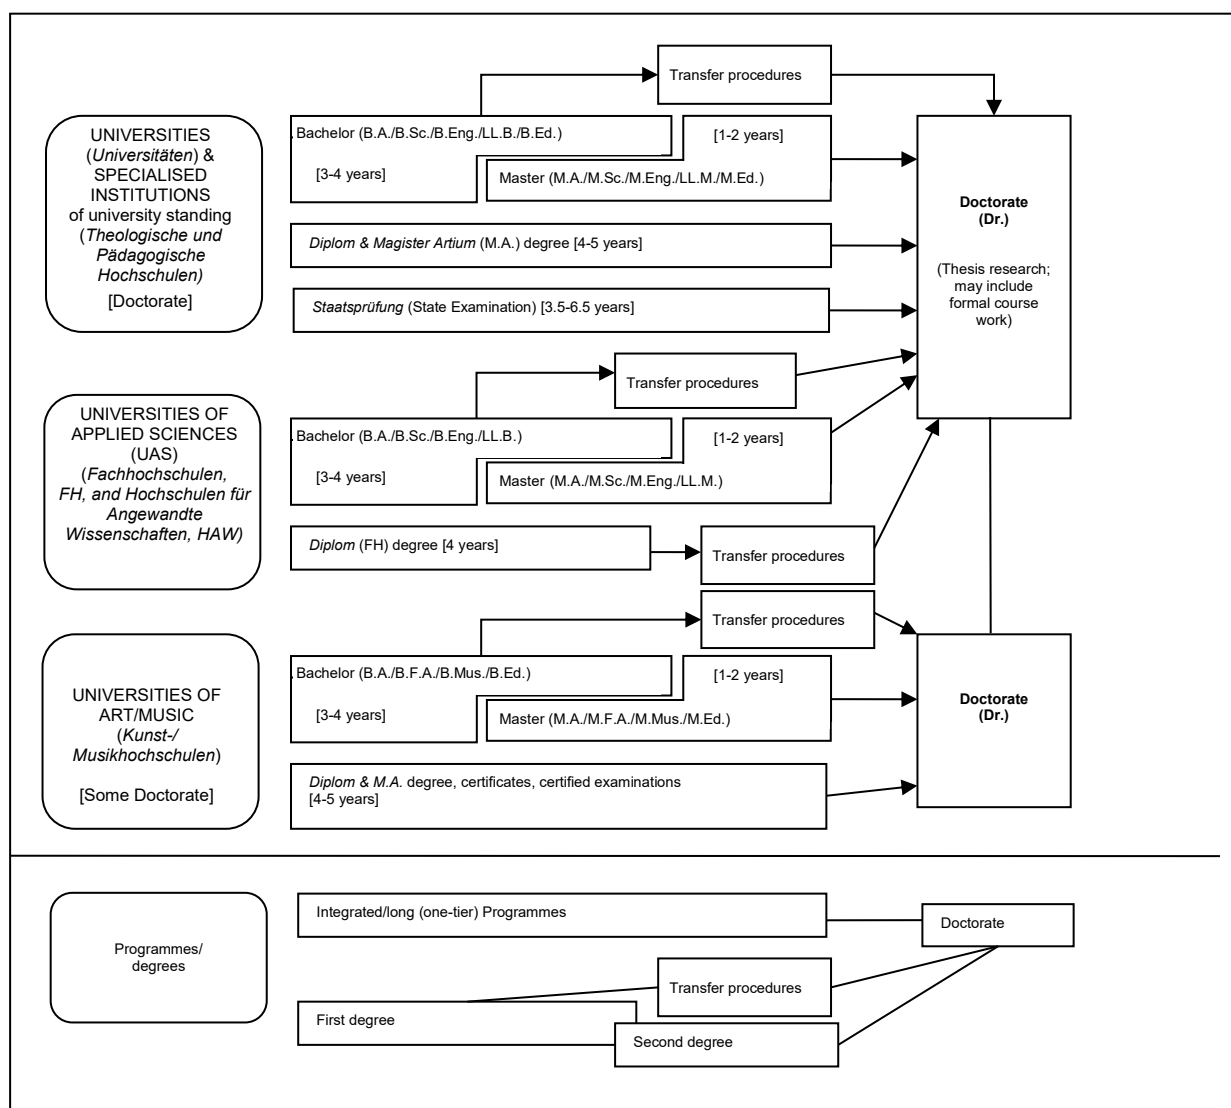 Transfer procedures
UNIVERSITIES
(Universitäten) &
SPECIALISED
INSTITUTIONS
of university standing
(Theologische und
Pädagogische
Hochschulen)
[Doctorate]
Bachelor (B.A./B.Sc./B.Eng./LL.B./B.Ed.)
[3-4 years]
[1-2 years]
Master (M.A./M.Sc./M.Eng./LL.M./M.Ed.)
Diplom & Magister Artium (M.A.) degree [4-5 years]
Staatsprüfung (State Examination) [3.5-6.5 years]
Doctorate
(Dr.)
(Thesis research;
may include
formal course
work)
Transfer procedures
UNIVERSITIES OF
APPLIED SCIENCES
(UAS)
(Fachhochschulen,
FH, and Hochschulen für
Angewandte
Wissenschaften, HAW)
Bachelor (B.A./B.Sc./B.Eng./LL.B.)
[3-4 years]
[1-2 years]
Master (M.A./M.Sc./M.Eng./LL.M.)
Diplom (FH) degree [4 years]
Transfer procedures
Transfer procedures
UNIVERSITIES OF
ART/MUSIC
(Kunst-/
Musikhochschulen)
[Some Doctorate]
Bachelor (B.A./B.F.A./B.Mus./B.Ed.)
[3-4 years]
[1-2 years]
Master (M.A./M.F.A./M.Mus./M.Ed.)
Diplom & M.A. degree, certificates, certified examinations
[4-5 years]
Doctorate
(Dr.)
Programmes/
degrees
Integrated/long (one-tier) Programmes
Doctorate
Transfer procedures
First degree
Second degree